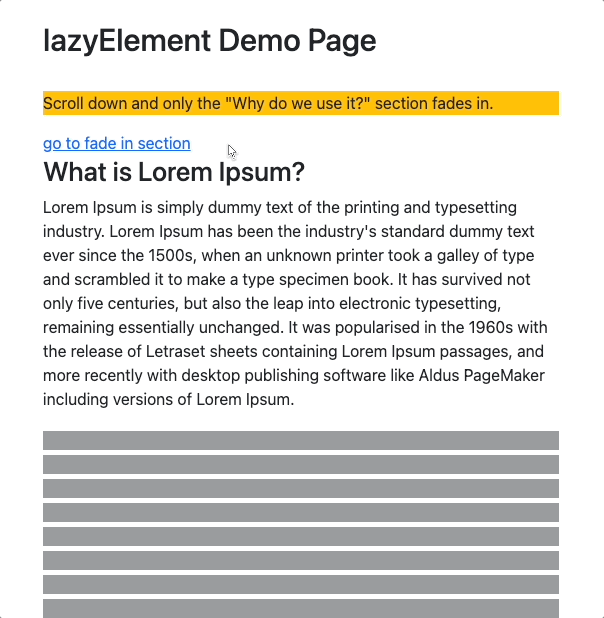 lazyElement Demo Page
Scroll down and only the "Why do we use it?" section fades in.
go to fade in section
What is Lorem Ipsum?
Lorem Ipsum is simply dummy text of the printing and typesetting
industry. Lorem Ipsum has been the industry's standard dummy text
ever since the 1500s, when an unknown printer took a galley of type
and scrambled it to make a type specimen book. It has survived not
only five centuries, but also the leap into electronic typesetting,
remaining essentially unchanged. It was popularised in the 1960s with
the release of Letraset sheets containing Lorem Ipsum passages, and
more recently with desktop publishing software like Aldus PageMaker
including versions of Lorem Ipsum.